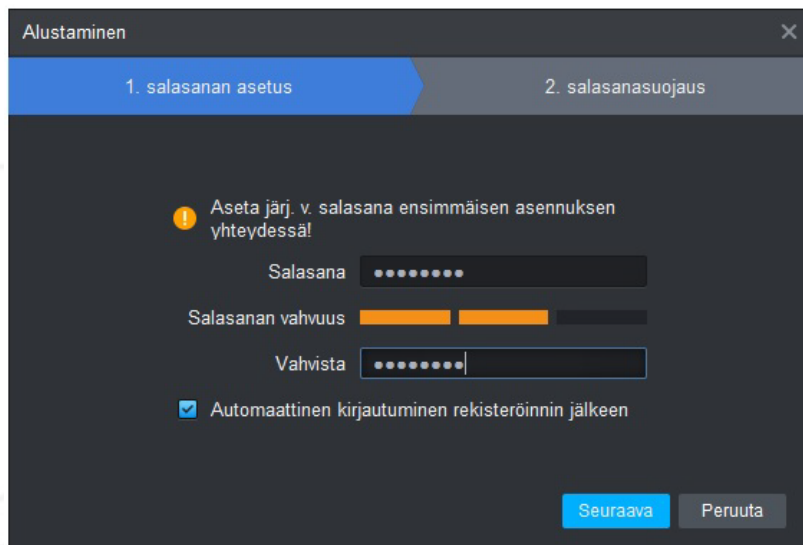 Alustaminen
1. salasanan asetus
2. salasanasuojaus
Aseta järj. v. salasana ensimmäisen asennuksen
yhteydessä!
Salasana
Salasanan vahvuus
Vahvista
Automaattinen kirjautuminen rekisteröinnin jälkeen
Seuraava
Peruuta